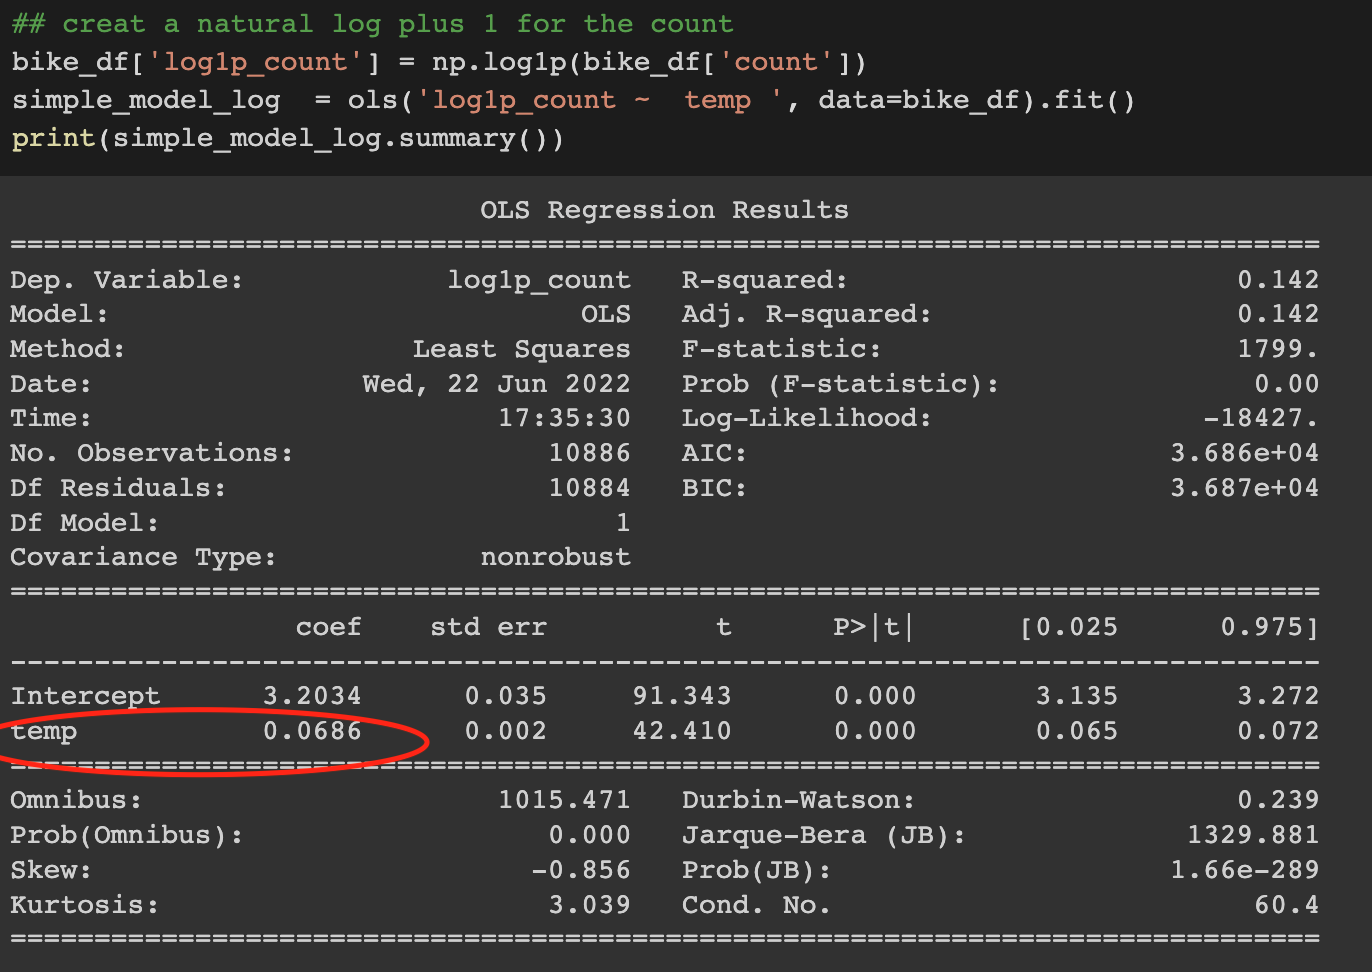 ## creat a natural log plus 1 for the count
bike_df['log1p_count'] = np.log1p(bike_df['count'])
simple_model_log  = ols('log1p_count ~  temp ', data=bike_df).fit()
print(simple_model_log.summary())
OLS Regression Results
==============================================================================
Dep. Variable:            log1p_count   R-squared:                       0.142
Model:                            OLS   Adj. R-squared:                  0.142
Method:                 Least Squares   F-statistic:                     1799.
Date:                Wed, 22 Jun 2022   Prob (F-statistic):               0.00
Time:                        17:35:30   Log-Likelihood:                -18427.
No. Observations:               10886   AIC:                         3.686e+04
Df Residuals:                   10884   BIC:                         3.687e+04
Df Model:                           1
Covariance Type:            nonrobust
==============================================================================
                 coef    std err          t      P>|t|      [0.025      0.975]
------------------------------------------------------------------------------
Intercept      3.2034      0.035     91.343      0.000       3.135       3.272
temp           0.0686      0.002     42.410      0.000       0.065       0.072
==============================================================================
Omnibus:                     1015.471   Durbin-Watson:                   0.239
Prob(Omnibus):                  0.000   Jarque-Bera (JB):             1329.881
Skew:                          -0.856   Prob(JB):                    1.66e-289
Kurtosis:                       3.039   Cond. No.                         60.4
==============================================================================